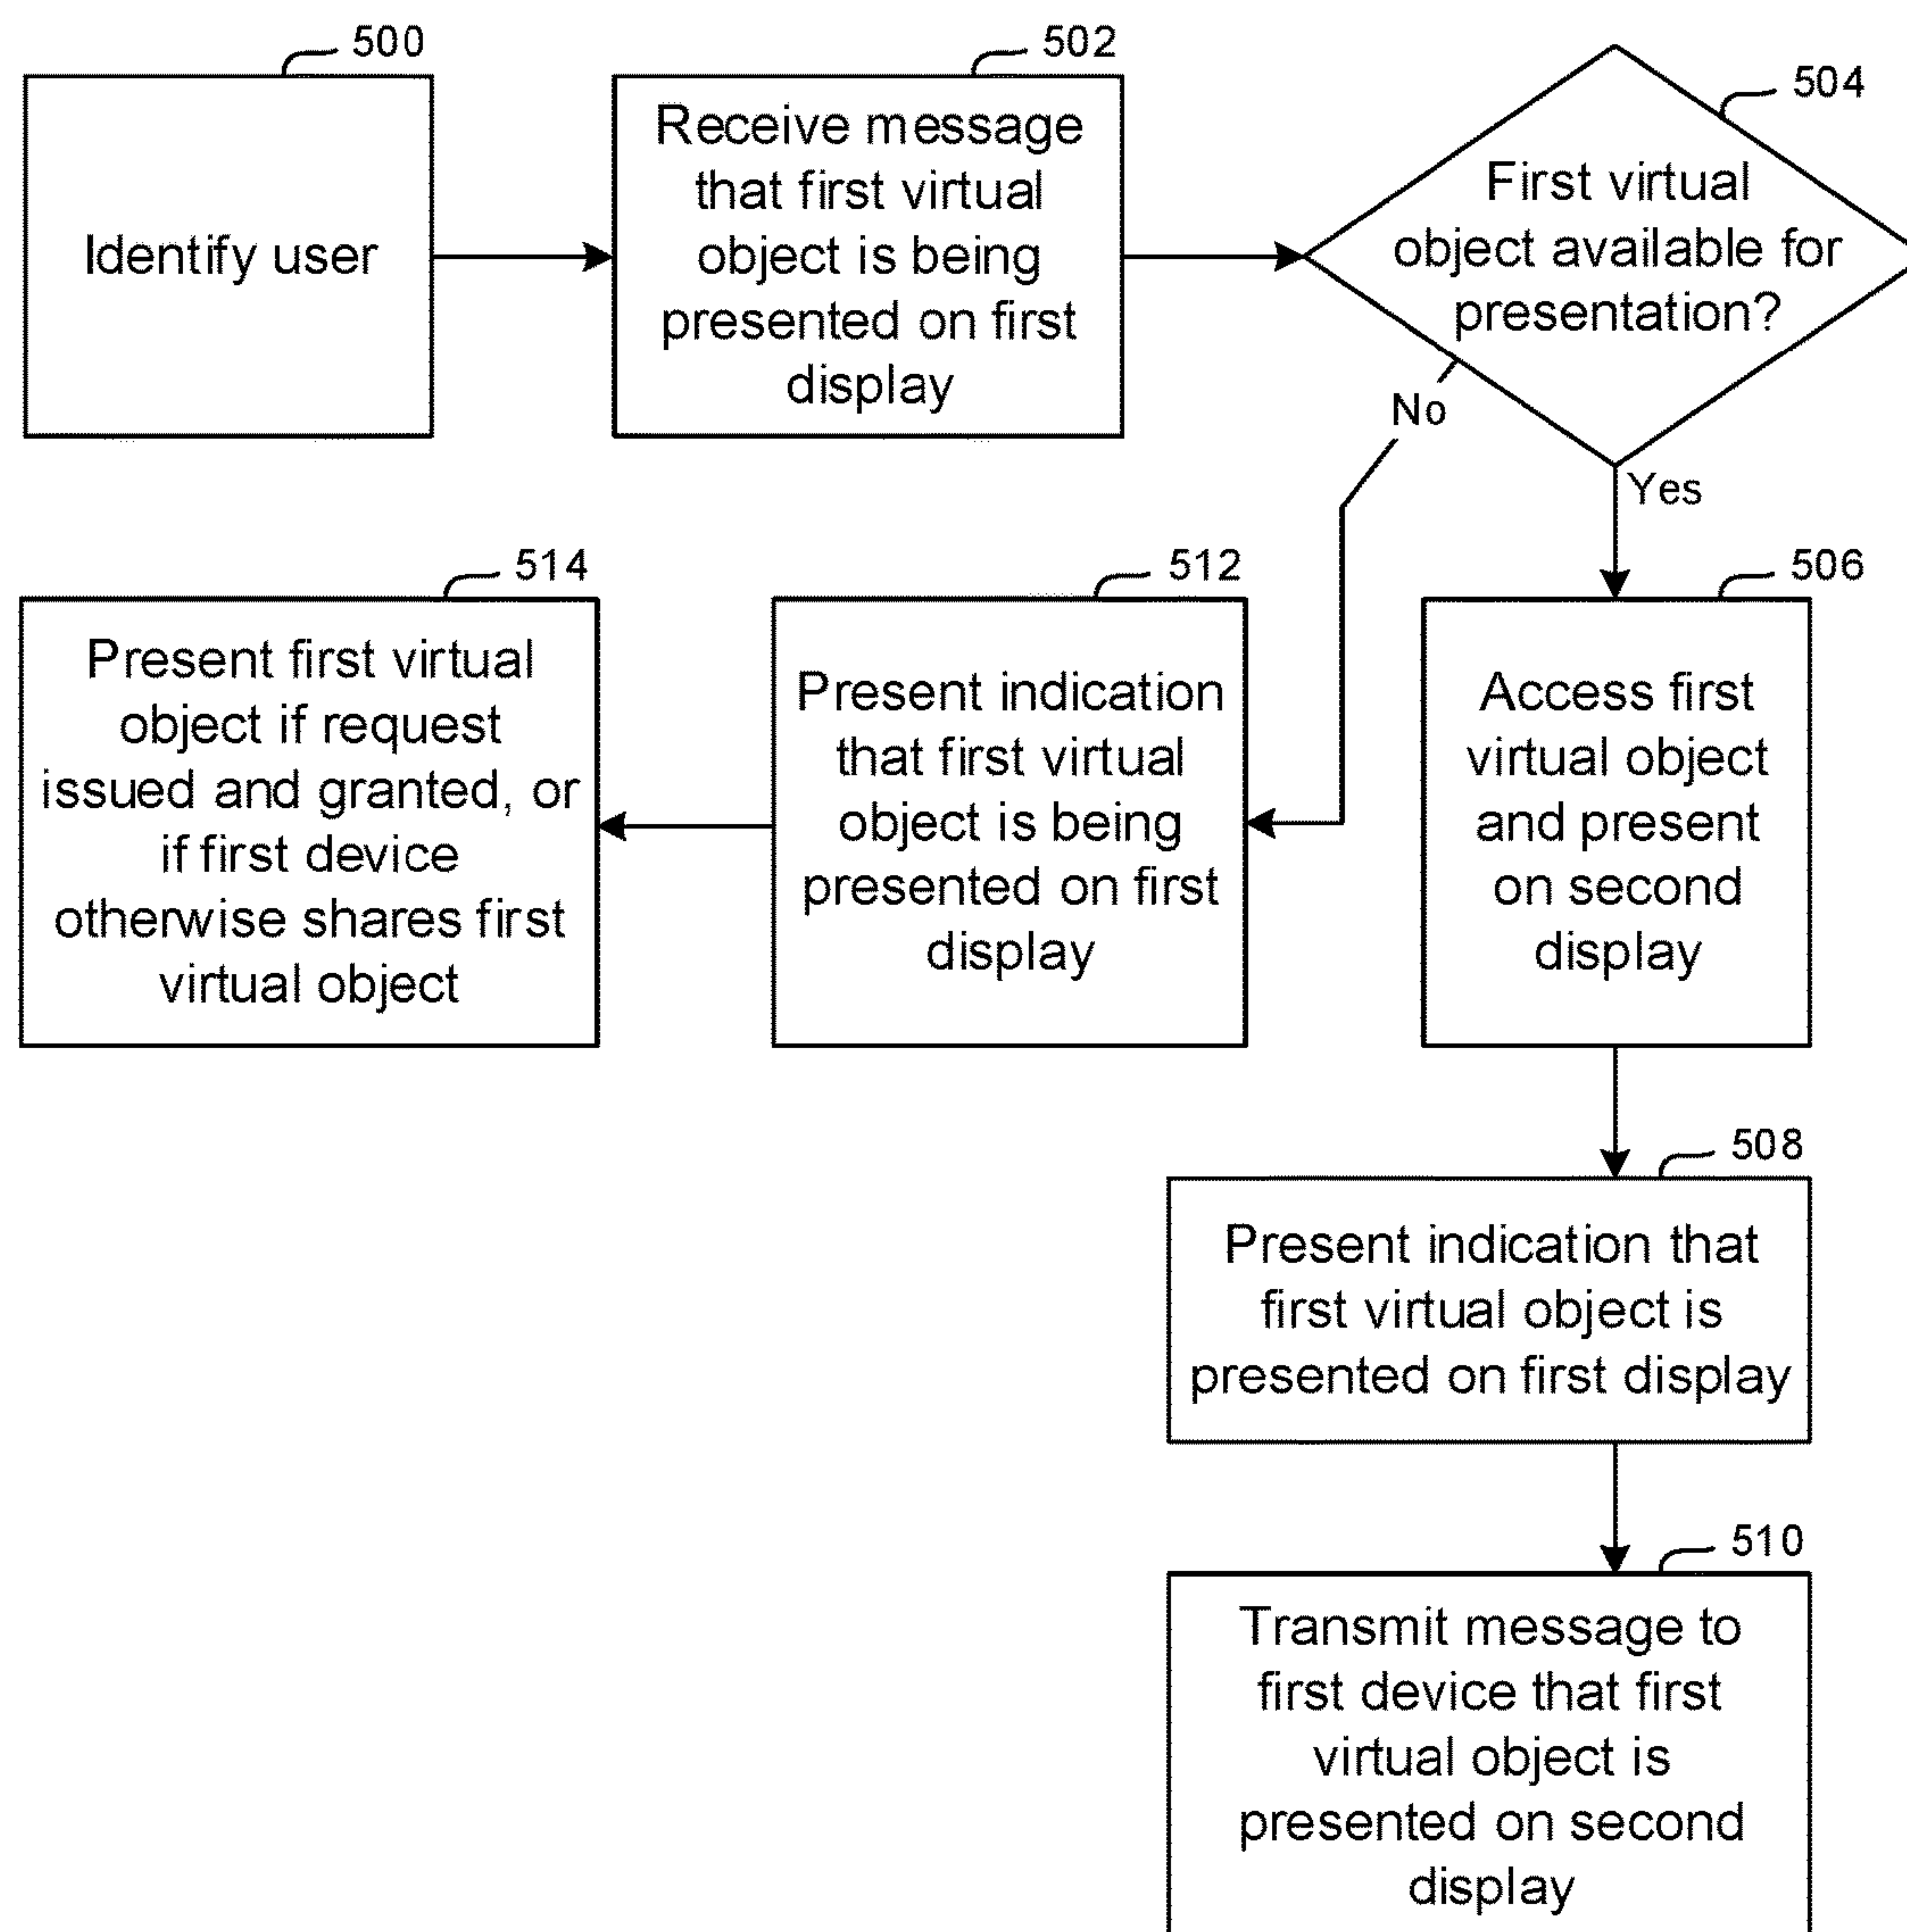 500
Identify user
502
Receive message
that first virtual
object is being
presented on first
display
504
First virtual
object available for
presentation?
No
Yes
514
Present first virtual
object if request
issued and granted, or
if first device
otherwise shares first
virtual object
512
Present indication
that first virtual
object is being
presented on first
display
506
Access first
virtual object
and present
on second
display
508
Present indication that
first virtual object is
presented on first display
510
Transmit message to
first device that first
virtual object is
presented on second
display